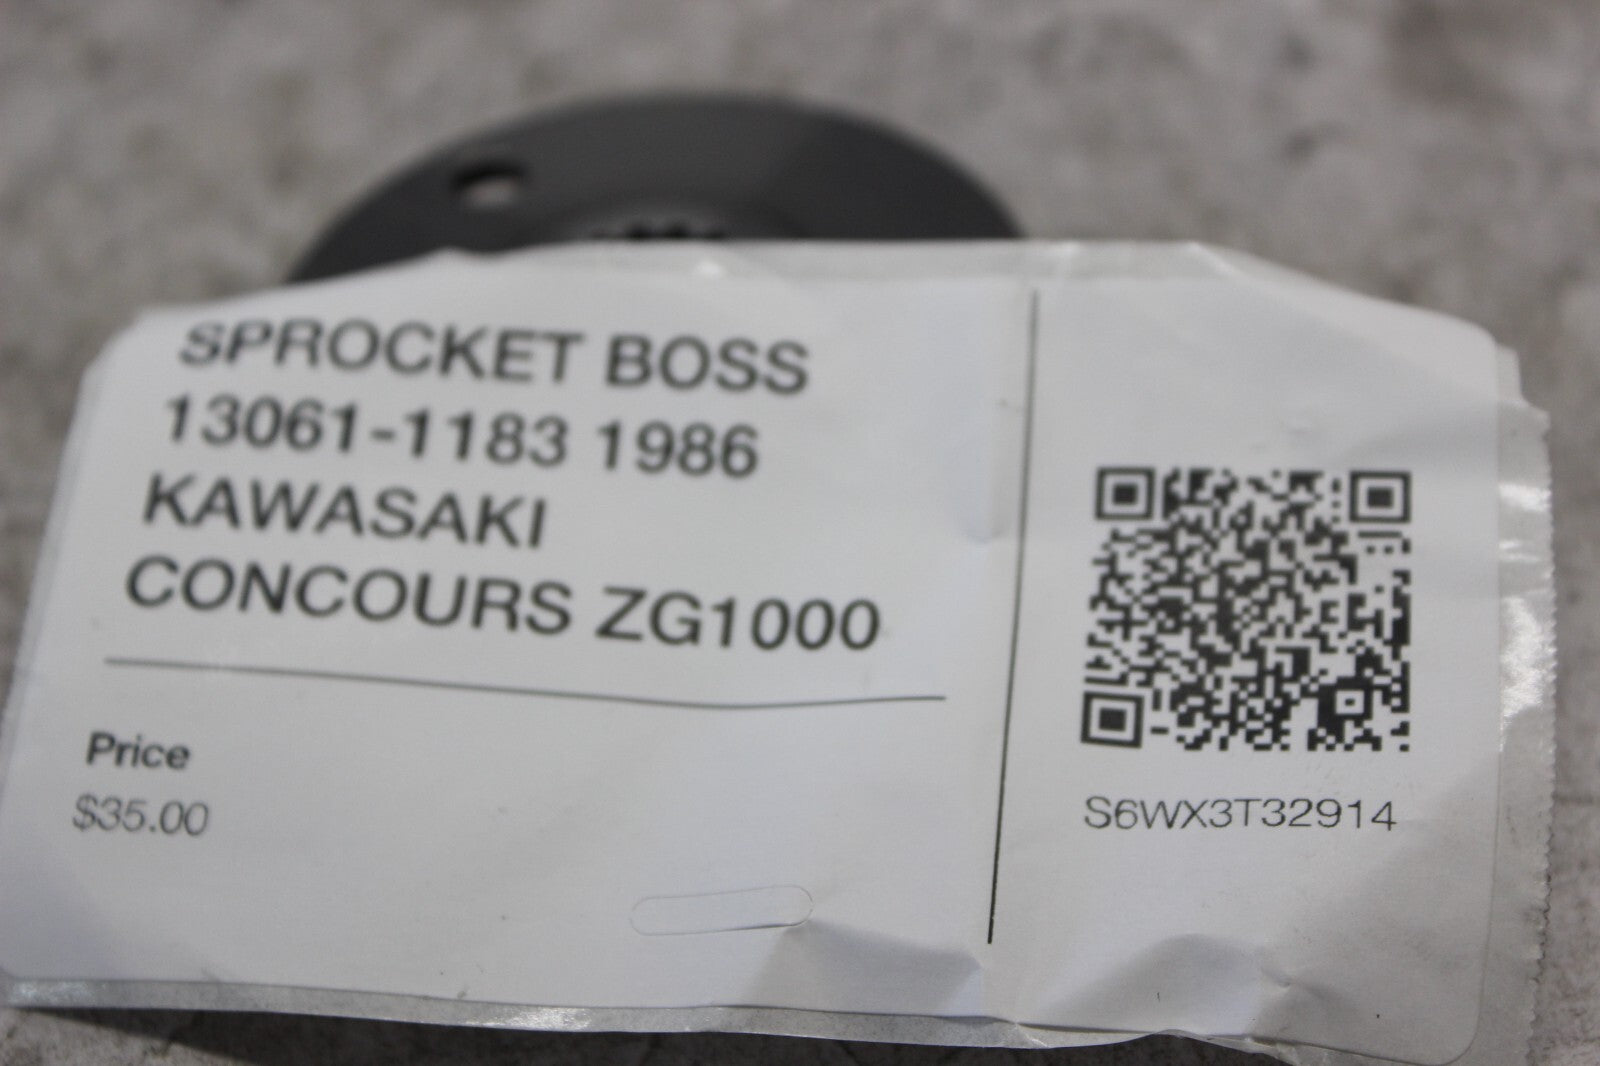 SPROCKET BOSS
13061-1183 1986
KAWASAKI
CONCOURS ZG1000
Price
$35.00
S6WX3T32914